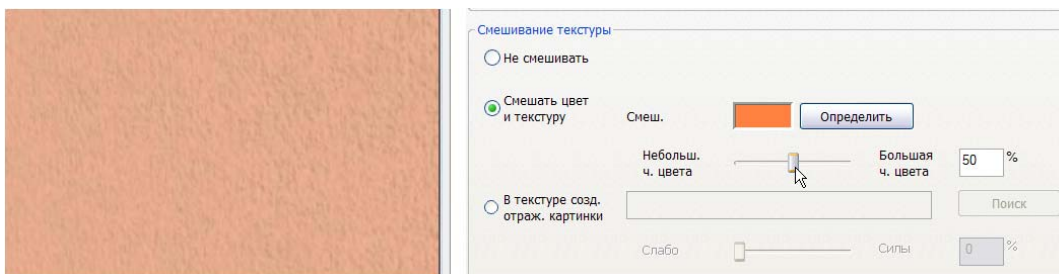 Смешивание текстуры
Не смешивать
Смешать цвет
и текстуру
Смеш.
Определить
Небольш.
ч. цвета
Большая
ч. цвета
50 %
В текстуре созд.
отраж. картинки
Поиск
Слабо
Силы
0 %